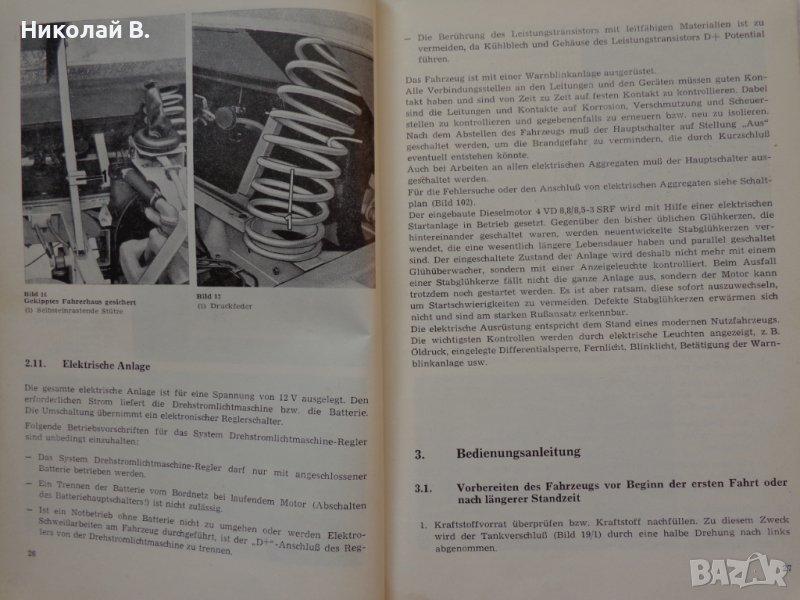 Николай В.
1
1
Bild 16
Gekipptes Fahrerhaus gesichert
(1) Selbsteinrastende Stütze
Bild 17
(1) Druckfeder
2.11. Elektrische Anlage
Die gesamte elektrische Anlage ist für eine Spannung von 12 V ausgelegt. Den
erforderlichen Strom liefert die Drehstromlichtmaschine bzw. die Batterie.
Die Umschaltung übernimmt ein elektronischer Reglerschalter.
Folgende Betriebsvorschriften für das System Drehstromlichtmaschine-Regler
sind unbedingt einzuhalten:
– Das System Drehstromlichtmaschine-Regler darf nur mit angeschlossener
Batterie betrieben werden.
– Ein Trennen der Batterie vom Bordnetz bei laufendem Motor (Abschalten
des Batteriehauptschalters!) ist nicht zulässig.
– Ist ein Notbetrieb ohne Batterie nicht zu umgehen oder werden Elektro-
Schweißarbeiten am Fahrzeug durchgeführt, ist der „D+"-Anschluß des Reg-
lers von der Drehstromlichtmaschine zu trennen.
26
– Die Berührung des Leistungstransistors mit leitfähigen Materialien ist zu
vermeiden, da Kühlblech und Gehäuse des Leistungstransistors D+ Potential
führen.
Das Fahrzeug ist mit einer Warnblinkanlage ausgerüstet.
Alle Verbindungsstellen an den Leitungen und den Geräten müssen guten Kon-
takt haben und sind von Zeit zu Zeit auf festen Kontakt zu kontrollieren. Dabei
sind die Leitungen und Kontakte auf Korrosion, Verschmutzung und Scheuer-
stellen zu kontrollieren und gegebenenfalls zu erneuern bzw. neu zu isolieren.
Nach dem Abstellen des Fahrzeugs muß der Hauptschalter auf Stellung „Aus"
geschaltet werden, um die Brandgefahr zu vermindern, die durch Kurzschluß
eventuell entstehen könnte.
Auch bei Arbeiten an allen elektrischen Aggregaten muß der Hauptschalter aus-
geschaltet werden.
Für die Fehlersuche oder den Anschluß von elektrischen Aggregaten siehe Schalt-
plan (Bild 102).
Der eingebaute Dieselmotor 4 VD 8,8/8,5-3 SRF wird mit Hilfe einer elektrischen
Startanlage in Betrieb gesetzt. Gegenüber den bisher üblichen Glühkerzen, die
hintereinander geschaltet waren, werden neuentwickelte Stabglühkerzen verwen-
det, die eine wesentlich längere Lebensdauer haben und parallel geschaltet
sind. Der eingeschaltete Zustand der Anlage wird deshalb nicht mehr mit einem
Glühüberwacher, sondern mit einer Anzeigeleuchte kontrolliert. Beim Ausfall
einer Stabglühkerze fällt nicht die ganze Anlage aus, sondern der Motor kann
trotzdem noch gestartet werden. Es ist aber ratsam, diese sofort auszuwechseln,
um Startschwierigkeiten zu vermeiden. Defekte Stabglühkerzen erwärmen sich
nicht und sind am starken Rußansatz erkennbar.
Die elektrische Ausrüstung entspricht dem Stand eines modernen Nutzfahrzeugs.
Die wichtigsten Kontrollen werden durch elektrische Leuchten angezeigt, z. B.
Öldruck, eingelegte Differentialsperre, Fernlicht, Blinklicht, Betätigung der Warn-
blinkanlage usw.
3. Bedienungsanleitung
3.1. Vorbereiten des Fahrzeugs vor Beginn der ersten Fahrt oder
nach längerer Standzeit
1. Kraftstoffvorrat überprüfen bzw. Kraftstoff nachfüllen. Zu diesem Zweck
wird der Tankverschluß (Bild 19/1) durch eine halbe Drehung nach links
abgenommen.
27
BAZAR
bazar.bg